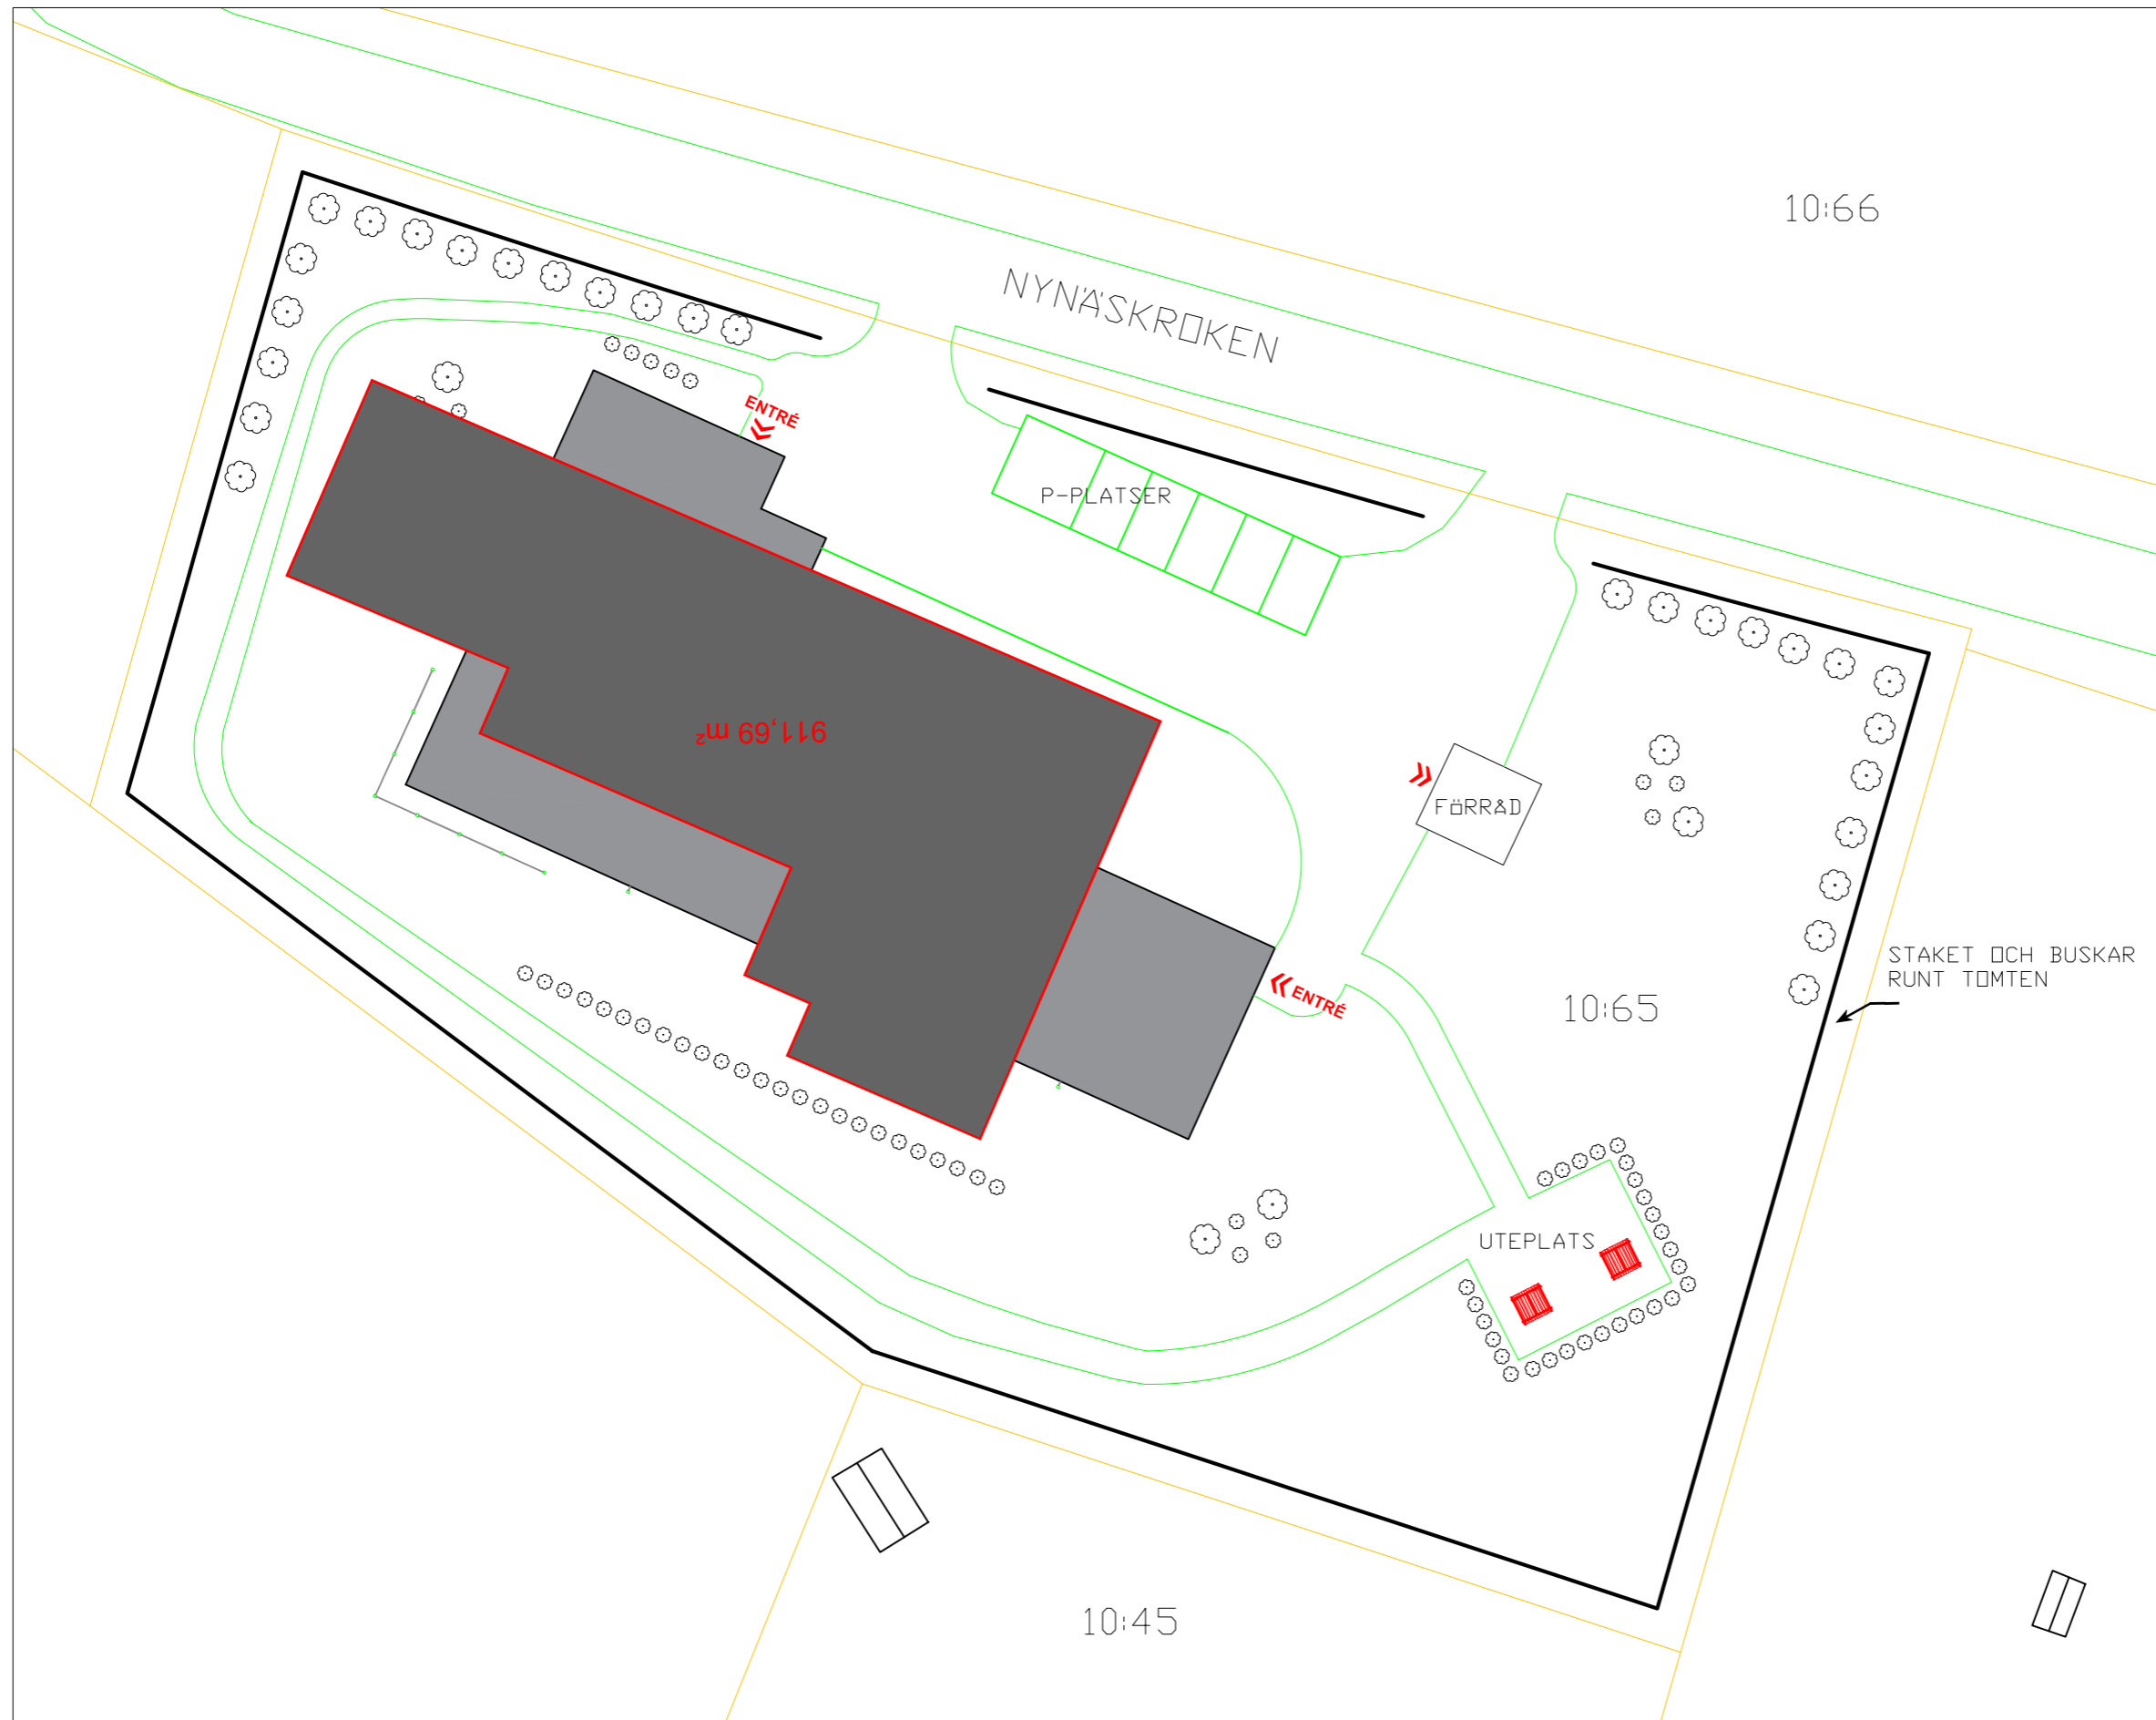 10:66
NYNÄSKROKEN
ENTRÉ
P-PLATSER
911,69 m²
FÖRRÅD
STAKET OCH BUSKAR
RUNT TOMTEN
ENTRÉ
10:65
UTEPLATS
10:45